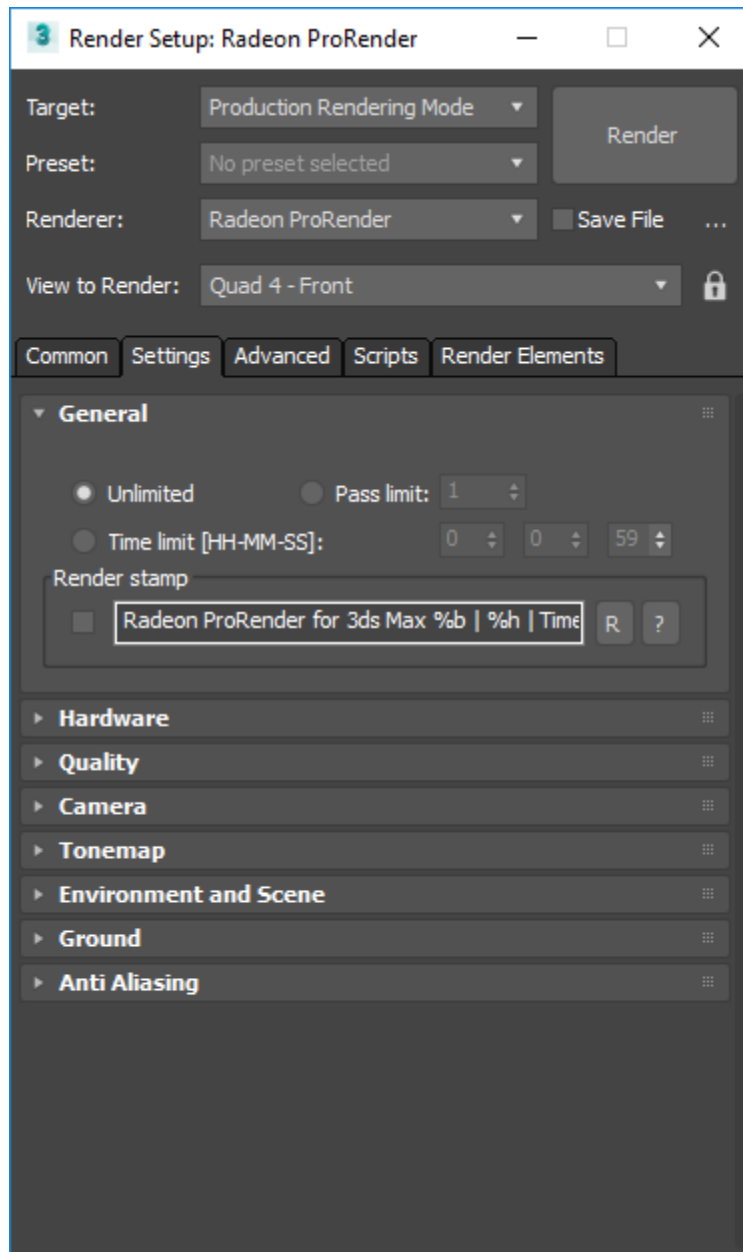 Render Setup: Radeon ProRender
Target: Production Rendering Mode
Render
Preset: No preset selected
Renderer: Radeon ProRender Save File ...
View to Render: Quad 4 - Front
Common Settings Advanced Scripts Render Elements
General
Unlimited Pass limit: 1
Time limit [HH-MM-SS]: 0 0 59
Render stamp
Radeon ProRender for 3ds Max %b | %h | Time R ?
Hardware
Quality
Camera
Tonemap
Environment and Scene
Ground
Anti Aliasing